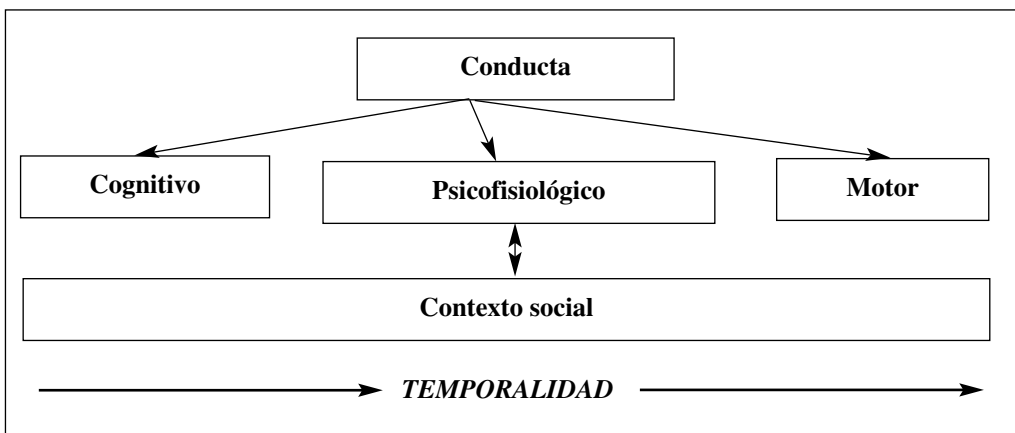 Conducta
Cognitivo
Psicofisiológico
Motor
Contexto social
TEMPORALIDAD